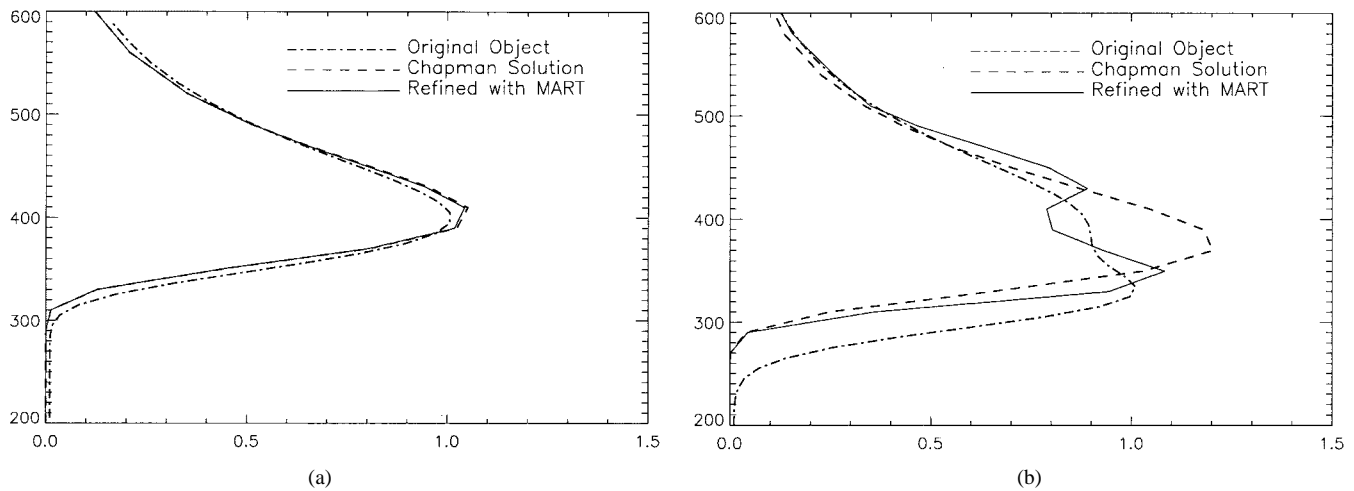 600
500
400
300
200
0.0 0.5 1.0 1.5
Original Object
Chapman Solution
Refined with MART
(a)
600
500
400
300
200
0.0 0.5 1.0 1.5
Original Object
Chapman Solution
Refined with MART
(b)